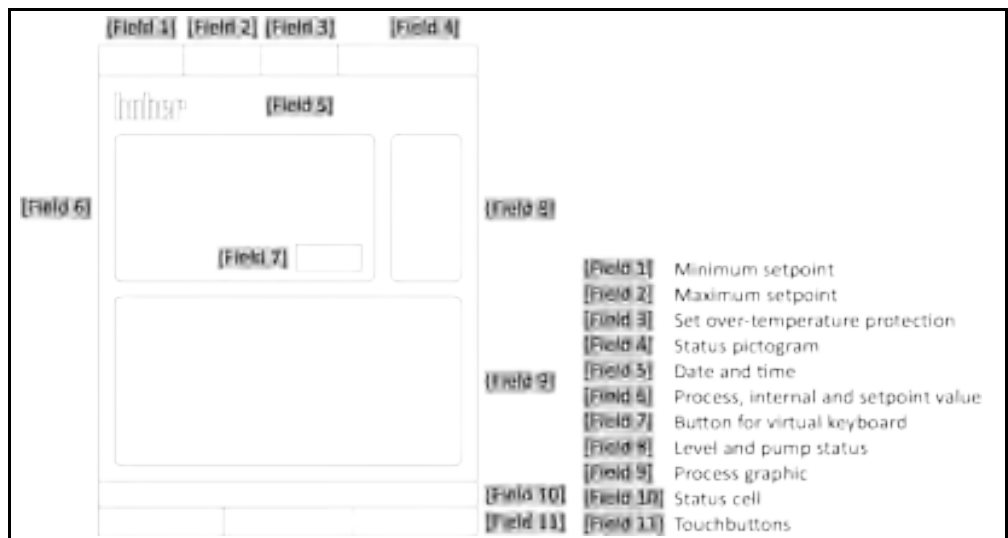 [Field 1] [Field 2] [Field 3] [Field 4]
huber [Field 5]
[Field 6]
[Field 8]
[Field 7]
[Field 9]
[Field 10]
[Field 11]
[Field 1] Minimum setpoint
[Field 2] Maximum setpoint
[Field 3] Set over-temperature protection
[Field 4] Status pictogram
[Field 5] Date and time
[Field 6] Process, internal and setpoint value
[Field 7] Button for virtual keyboard
[Field 8] Level and pump status
[Field 9] Process graphic
[Field 10] Status cell
[Field 11] Touchbuttons